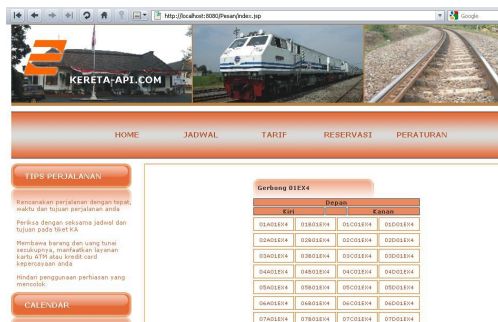 http://localhost:8080/Pesan/index.jsp
Google
KERETA-API.COM
HOME JADWAL TARIF RESERVASI PERATURAN
TIPS PERJALANAN
Rencanakan perjalanan dengan tepat,
waktu dan tujuan perjalanan anda
Periksa dengan seksama jadwal dan
tujuan pada tiket KA
Membawa barang dan uang tunai
secukupnya, manfaatkan layanan
kartu ATM atau kredit card
kepercayaan anda
Hindari penggunaan perhiasan yang
mencolok
CALENDAR
Gerbong 01EX4
Depan
Kiri Kanan
01A01EX4 01B01EX4 01C01EX4 01D01EX4
02A01EX4 02B01EX4 02C01EX4 02D01EX4
03A01EX4 03B01EX4 03C01EX4 03D01EX4
04A01EX4 04B01EX4 04C01EX4 04D01EX4
05A01EX4 05B01EX4 05C01EX4 05D01EX4
06A01EX4 06B01EX4 06C01EX4 06D01EX4
07A01EX4 07B01EX4 07C01EX4 07D01EX4